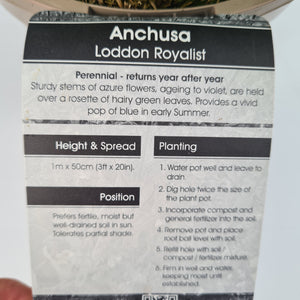 Anchusa
Loddon Royalist
Perennial - returns year after year
Sturdy stems of azure flowers, ageing to violet, are held
over a rosette of hairy green leaves. Provides a vivid
pop of blue in early Summer.
Height & Spread
1m x 50cm (3ft x 20in).
Position
Prefers fertile, moist but
well-drained soil in sun.
Tolerates partial shade.
Planting
1. Water pot well and leave to
drain.
2. Dig hole twice the size of
the plant pot.
3. Incorporate compost and
general fertilizer into the soil.
4. Remove pot and place
root ball level with soil.
5. Refill hole with soil /
compost / fertilizer mixture.
6. Firm in well and water,
keeping moist until
established.